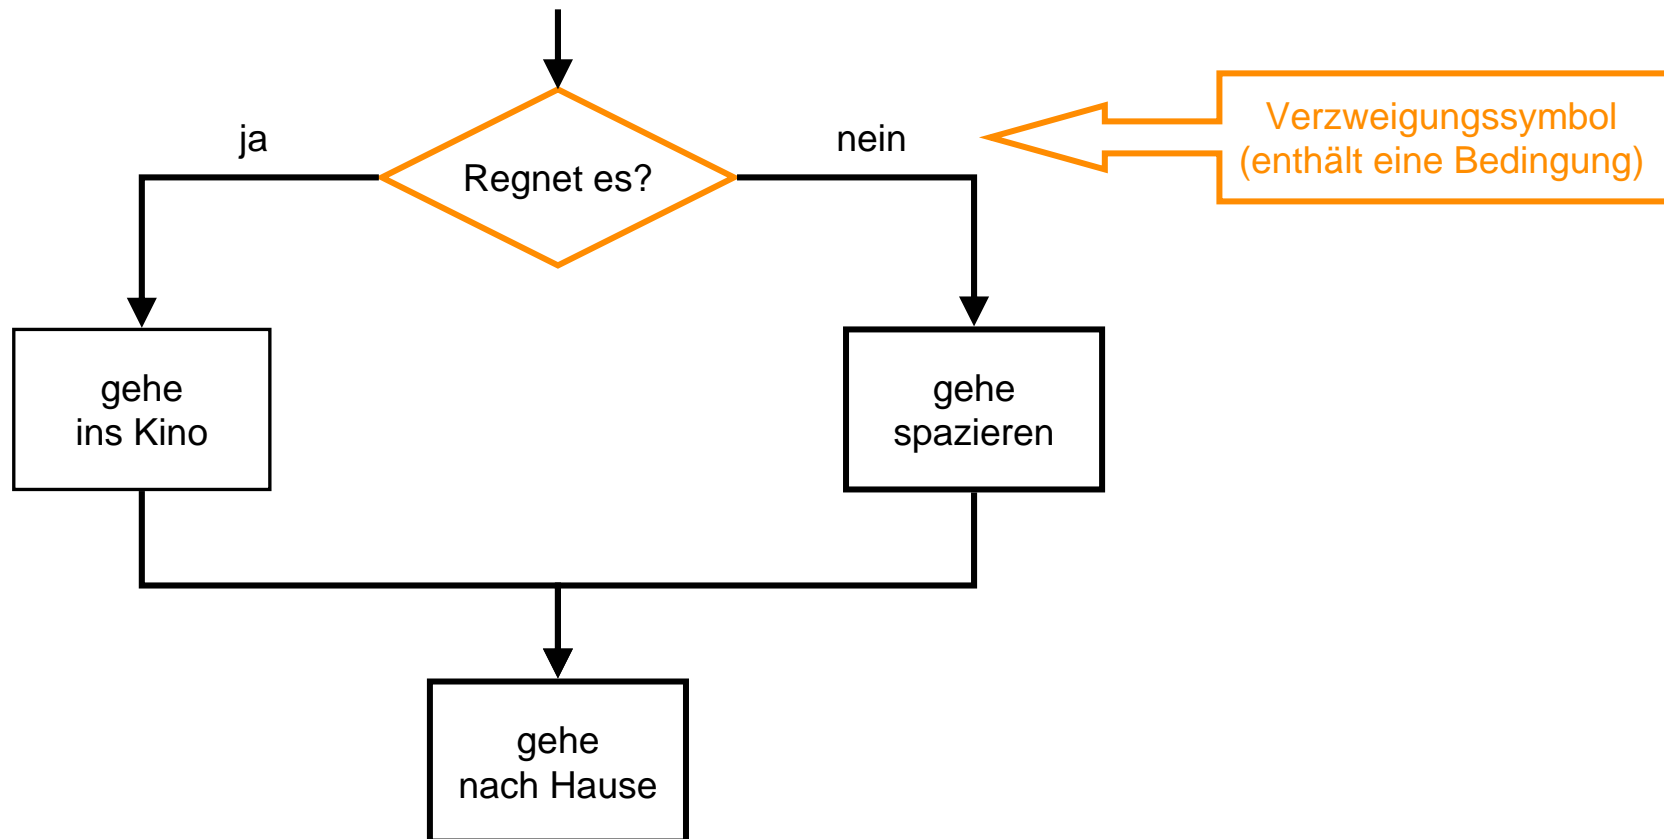 ja
nein
Verzweigungssymbol
(enthält eine Bedingung)
Regnet es?
gehe
ins Kino
gehe
spazieren
gehe
nach Hause